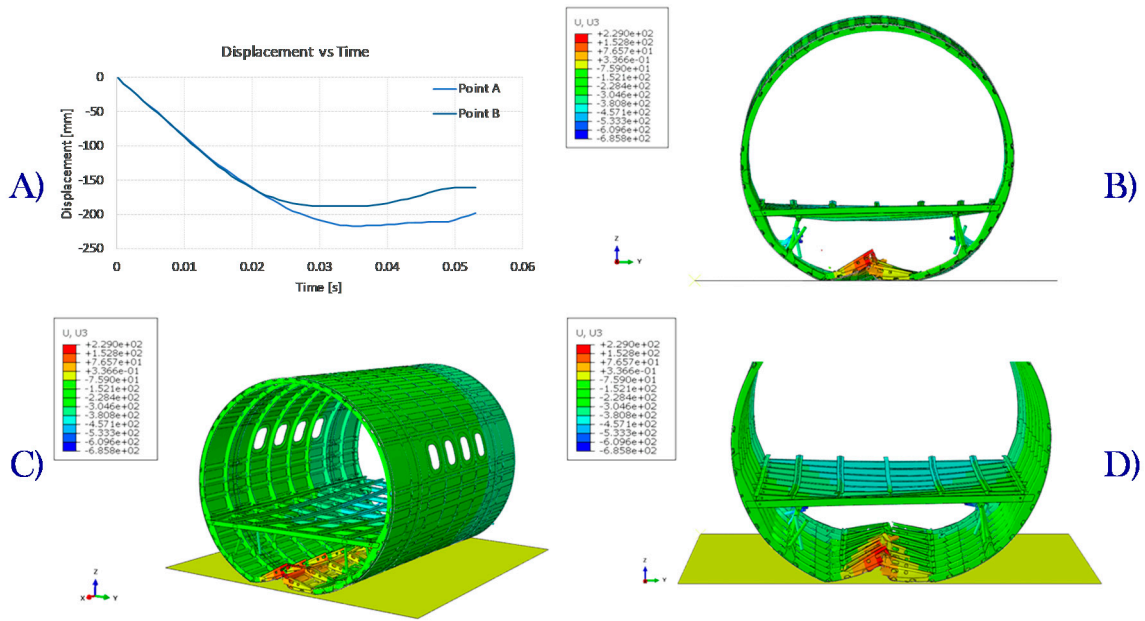 Displacement vs Time
Point A
Point B
Displacement [mm]
0
-50
-100
-150
-200
-250
0
0.01
0.02
0.03
0.04
0.05
0.06
Time [s]
A)
U, U3
+2.290e+02
+1.528e+02
+7.657e+01
+3.366e-01
-7.590e+01
-1.521e+02
-2.284e+02
-3.046e+02
-3.808e+02
-4.571e+02
-5.333e+02
-6.096e+02
-6.858e+02
Z
Y
B)
U, U3
+2.290e+02
+1.528e+02
+7.657e+01
+3.366e-01
-7.590e+01
-1.521e+02
-2.284e+02
-3.046e+02
-3.808e+02
-4.571e+02
-5.333e+02
-6.096e+02
-6.858e+02
Z
X
Y
C)
U, U3
+2.290e+02
+1.528e+02
+7.657e+01
+3.366e-01
-7.590e+01
-1.521e+02
-2.284e+02
-3.046e+02
-3.808e+02
-4.571e+02
-5.333e+02
-6.096e+02
-6.858e+02
Z
Y
D)